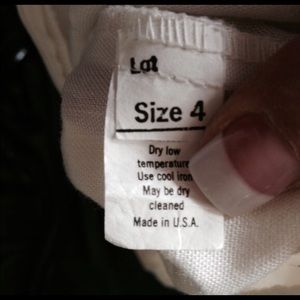 Lot
Size 4
Dry low
temperature
Use cool iron
May be dry
cleaned
Made in U.S.A.